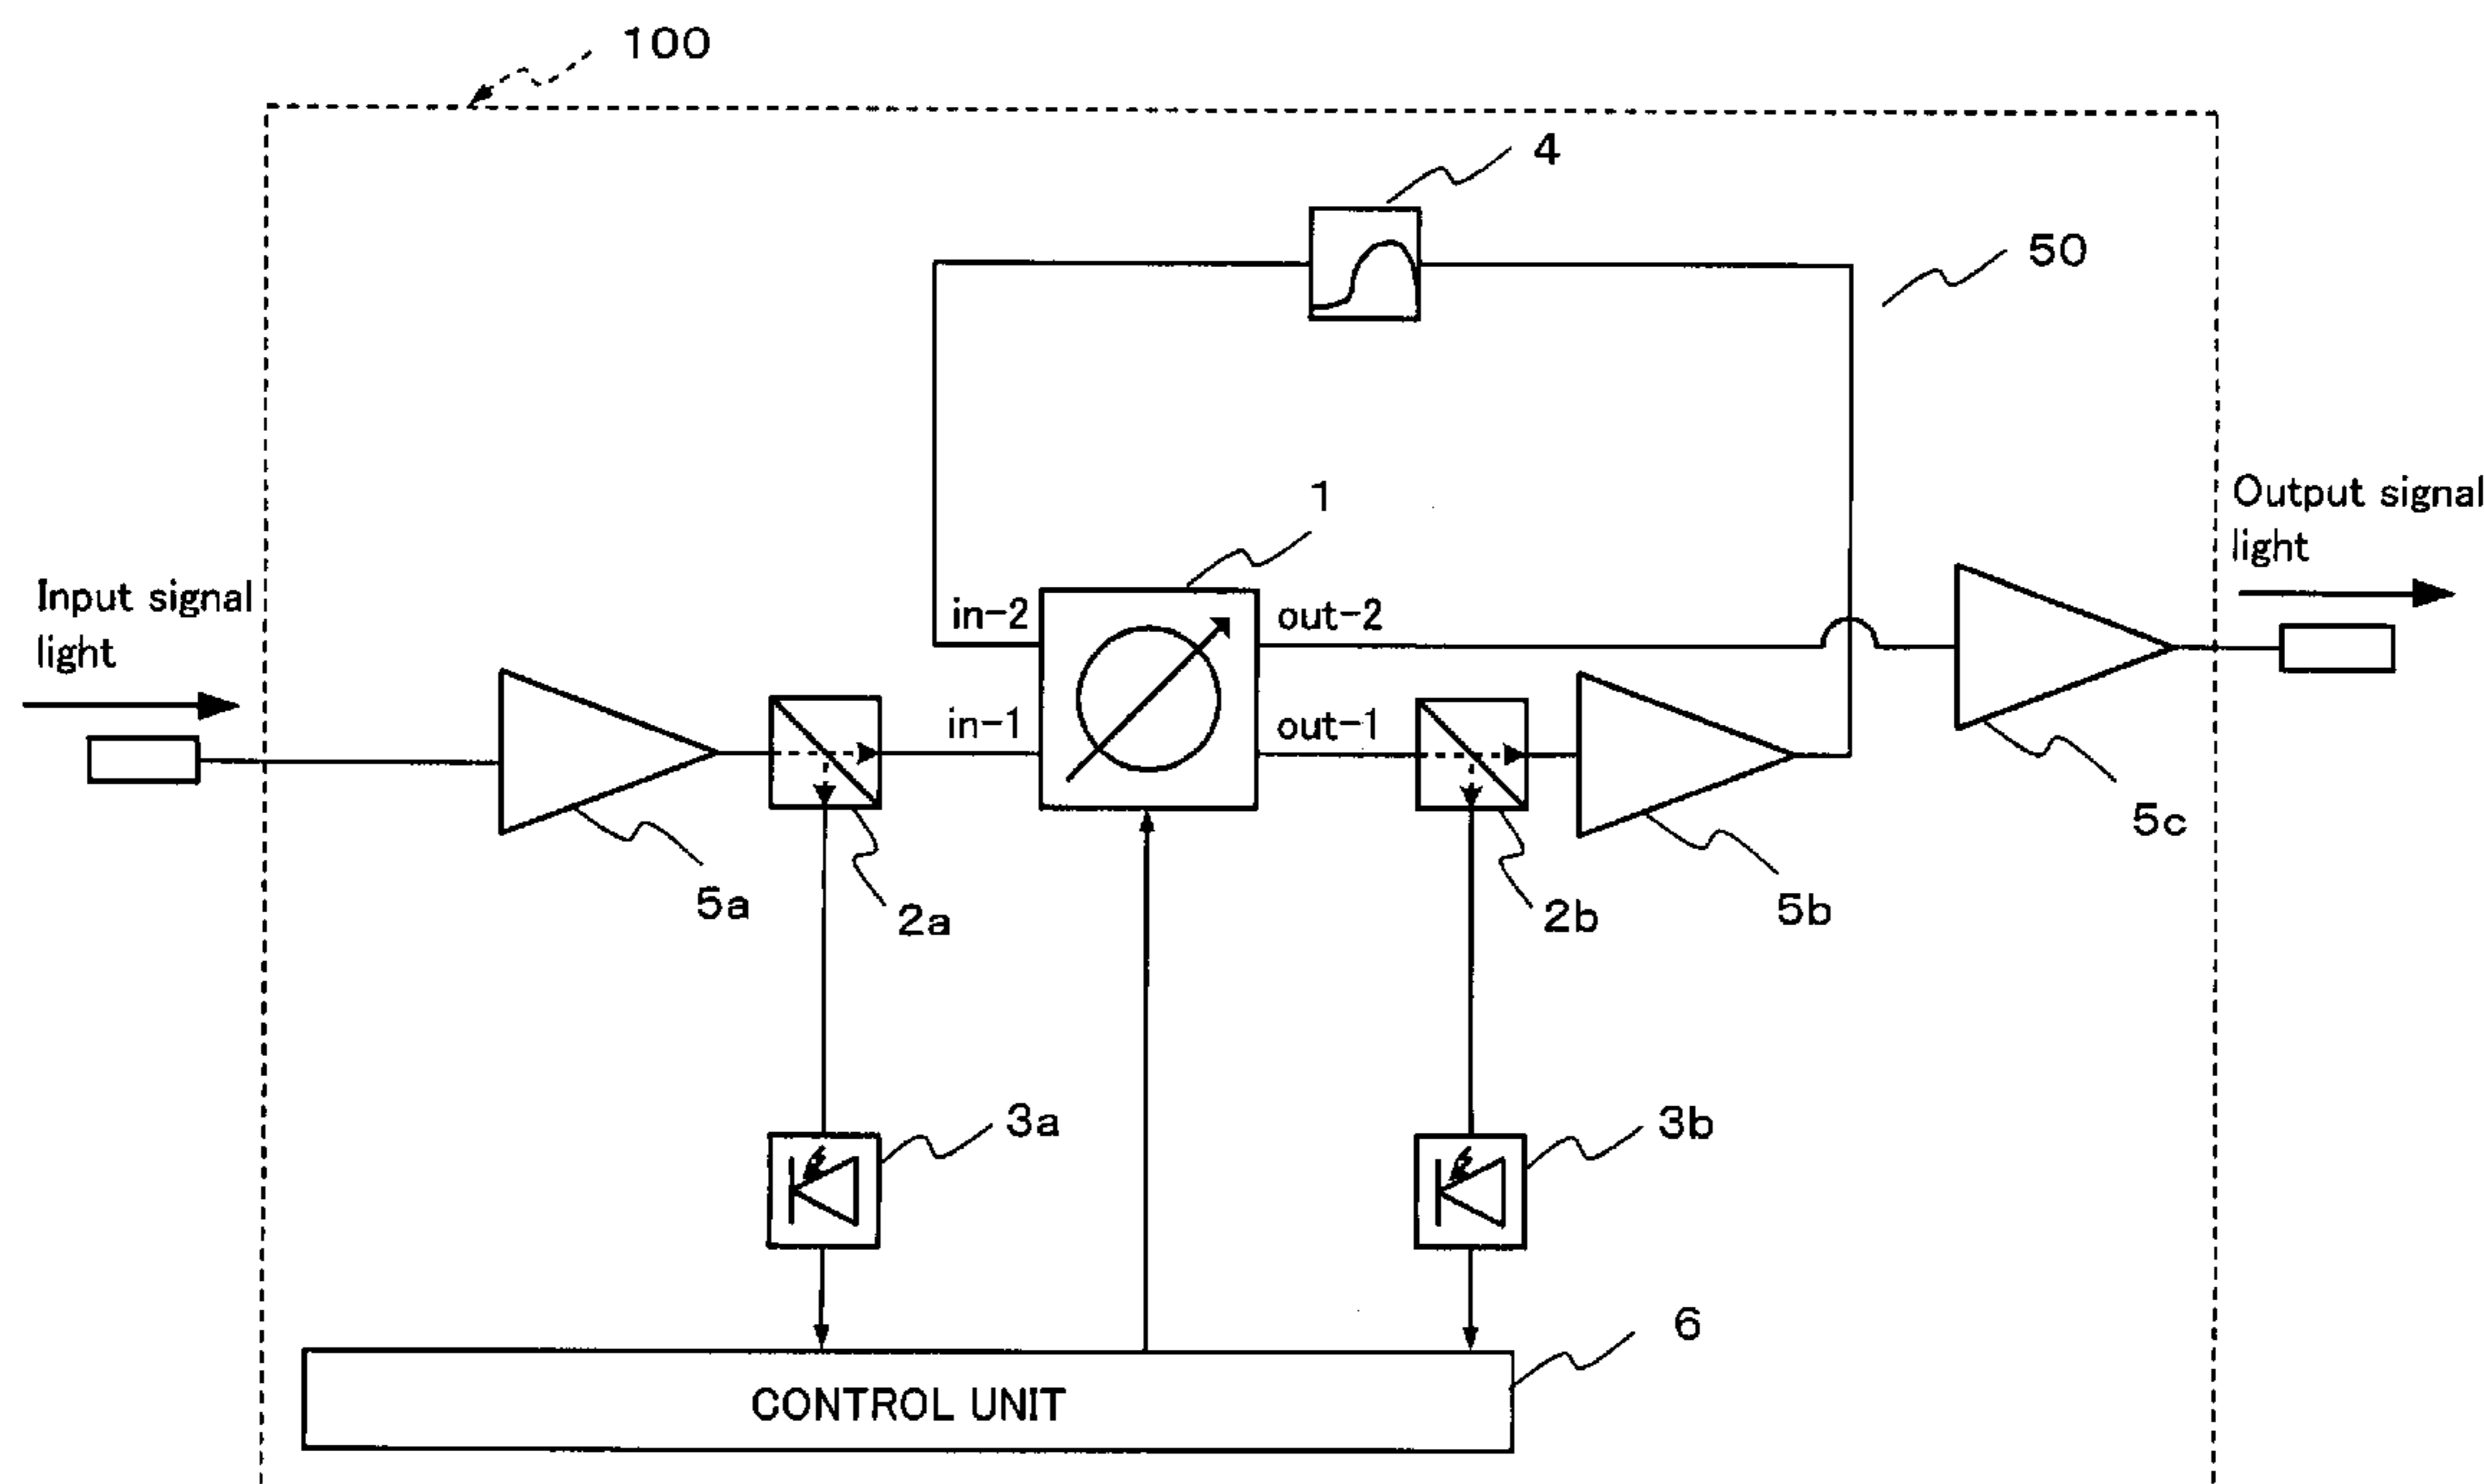 100
4
50
1
Output signal
light
Input signal
light
in-2
out-2
in-1
out-1
5c
5a
2a
2b
5b
3a
3b
6
CONTROL UNIT